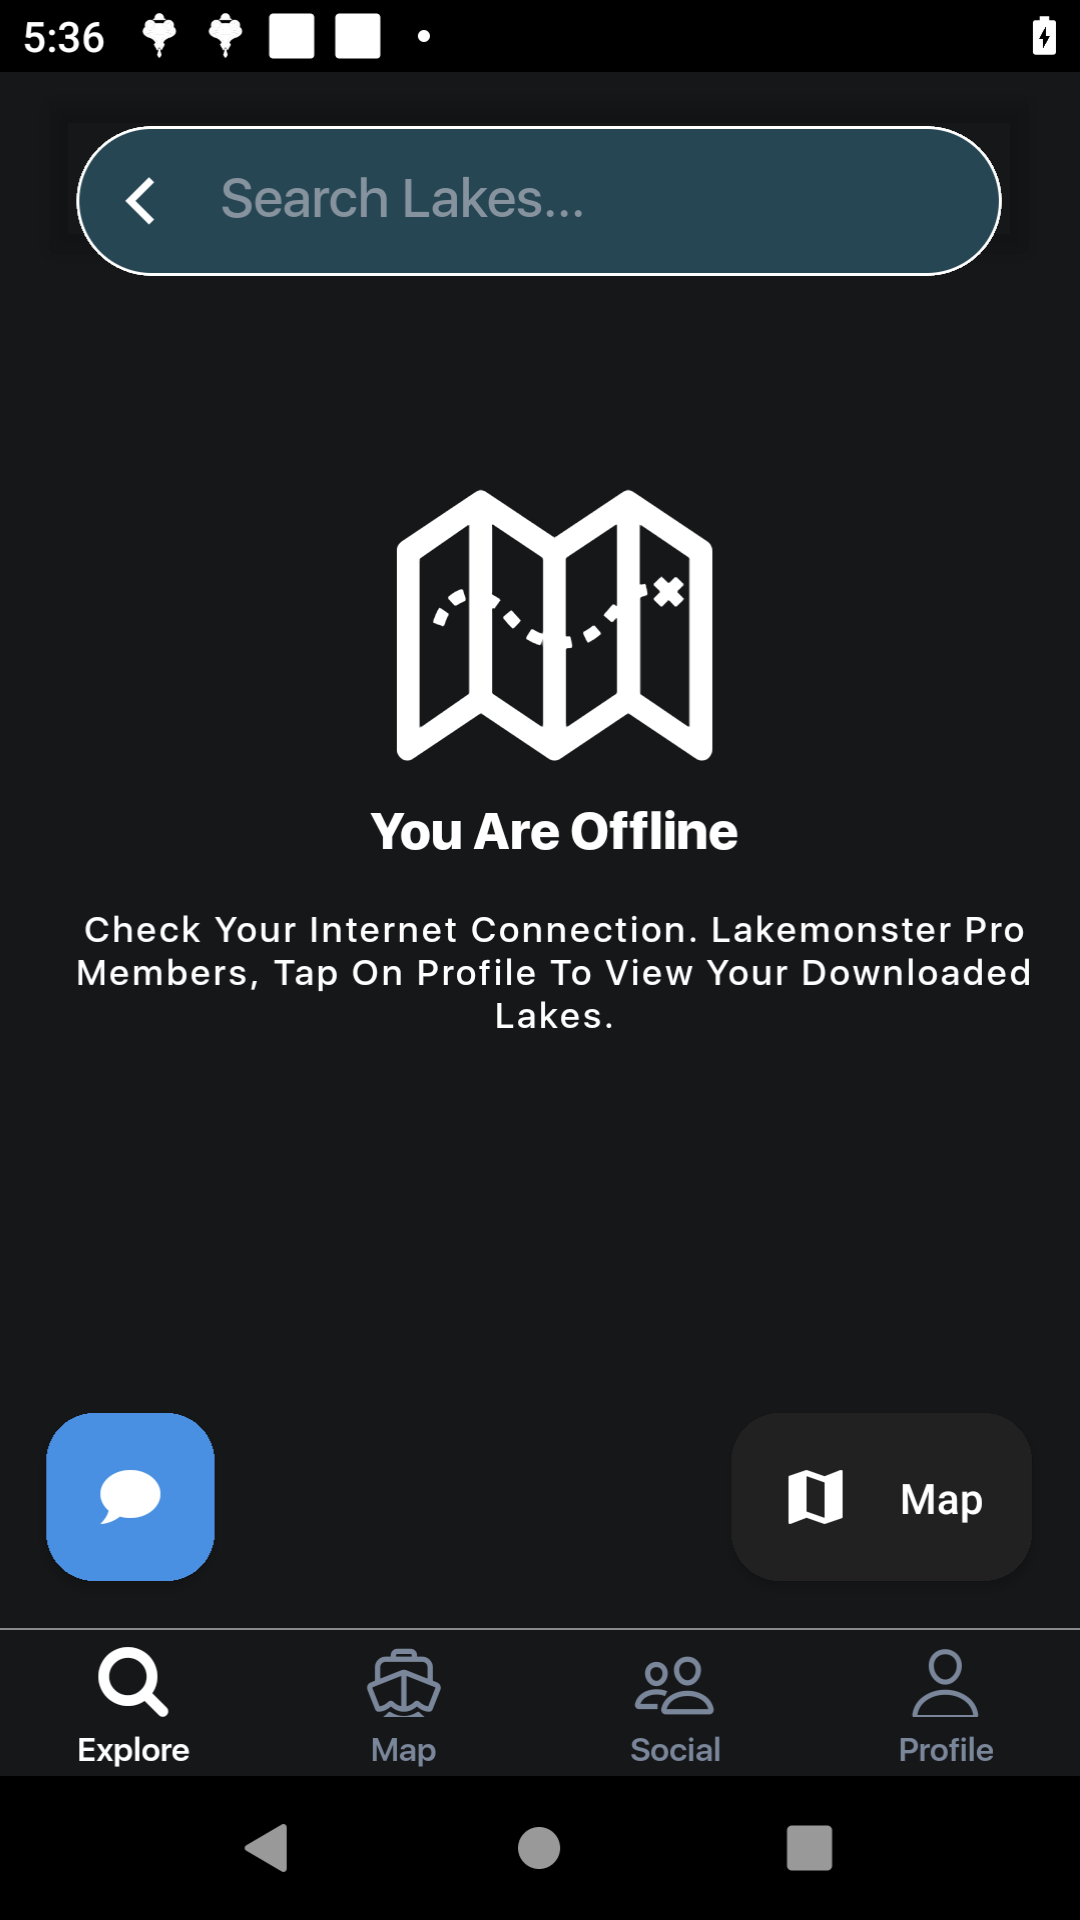 5:36
Search Lakes...
You Are Offline
Check Your Internet Connection. Lakemonster Pro
Members, Tap On Profile To View Your Downloaded
Lakes.
Map
Explore
Map
Social
Profile